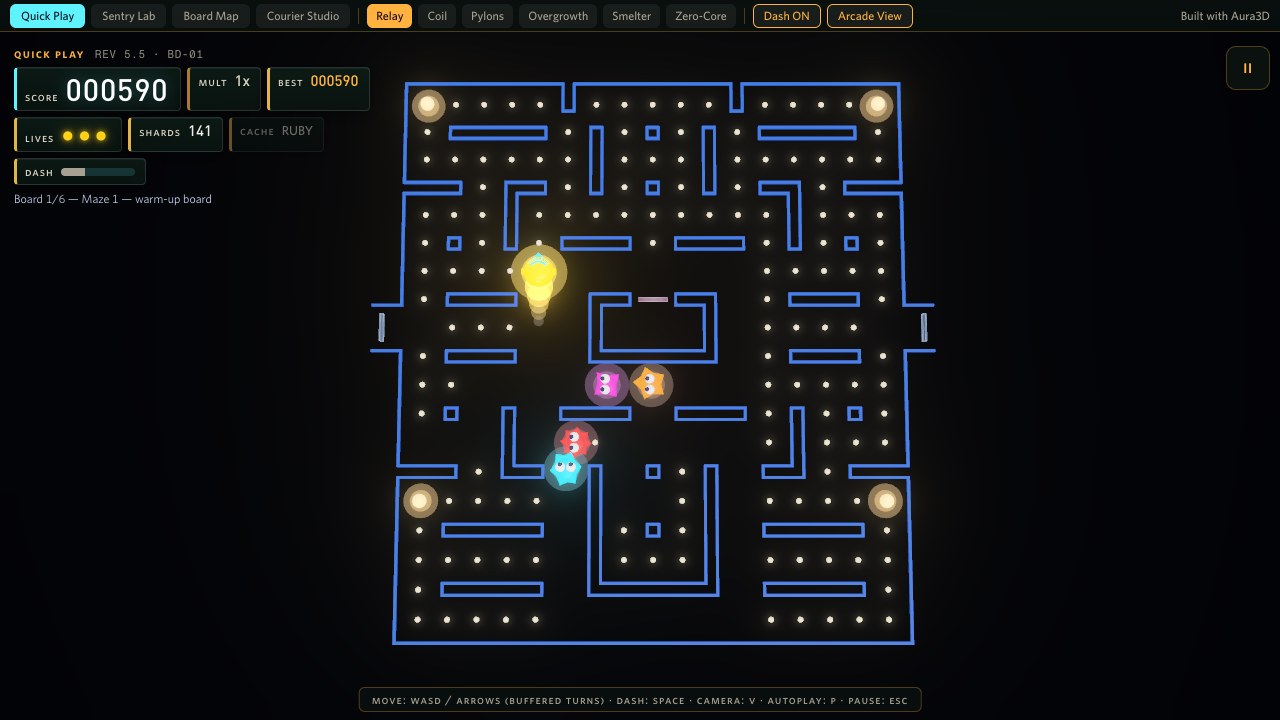 Quick Play Sentry Lab Board Map Courier Studio Relay Coil Pylons Overgrowth Smelter Zero-Core Dash ON Arcade View Built with Aura3D
QUICK PLAY REV 5.5 · BD-01
SCORE 000590 MULT 1x BEST 000590
LIVES SHARDS 141 CACHE RUBY
DASH
Board 1/6 — Maze 1 — warm-up board
MOVE: WASD / ARROWS (BUFFERED TURNS) · DASH: SPACE · CAMERA: V · AUTOPLAY: P · PAUSE: ESC